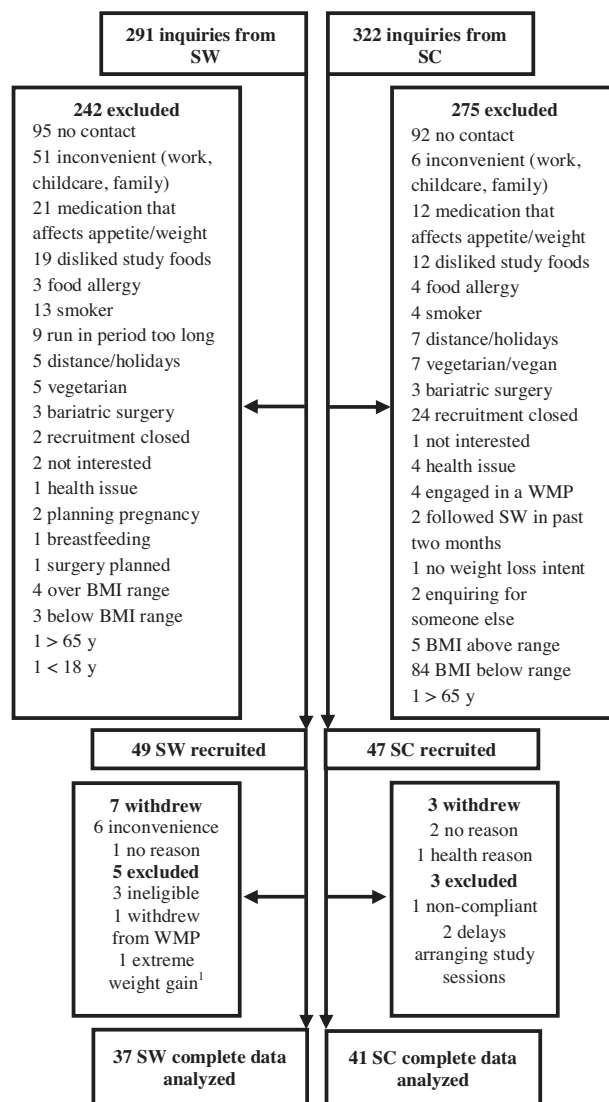 291 inquiries from
SW
322 inquiries from
SC
242 excluded
95 no contact
51 inconvenient (work,
childcare, family)
21 medication that
affects appetite/weight
19 disliked study foods
3 food allergy
13 smoker
9 run in period too long
5 distance/holidays
5 vegetarian
3 bariatric surgery
2 recruitment closed
2 not interested
1 health issue
2 planning pregnancy
1 breastfeeding
1 surgery planned
4 over BMI range
3 below BMI range
1 > 65 y
1 < 18 y
275 excluded
92 no contact
6 inconvenient (work,
childcare, family)
12 medication that
affects appetite/weight
12 disliked study foods
4 food allergy
4 smoker
7 distance/holidays
7 vegetarian/vegan
3 bariatric surgery
24 recruitment closed
1 not interested
4 health issue
4 engaged in a WMP
2 followed SW in past
two months
1 no weight loss intent
2 enquiring for
someone else
5 BMI above range
84 BMI below range
1 > 65 y
49 SW recruited
47 SC recruited
7 withdrew
6 inconvenience
1 no reason
5 excluded
3 ineligible
1 withdrew
from WMP
1 extreme
weight gain¹
3 withdrew
2 no reason
1 health reason
3 excluded
1 non-compliant
2 delays
arranging study
sessions
37 SW complete data
analyzed
41 SC complete data
analyzed